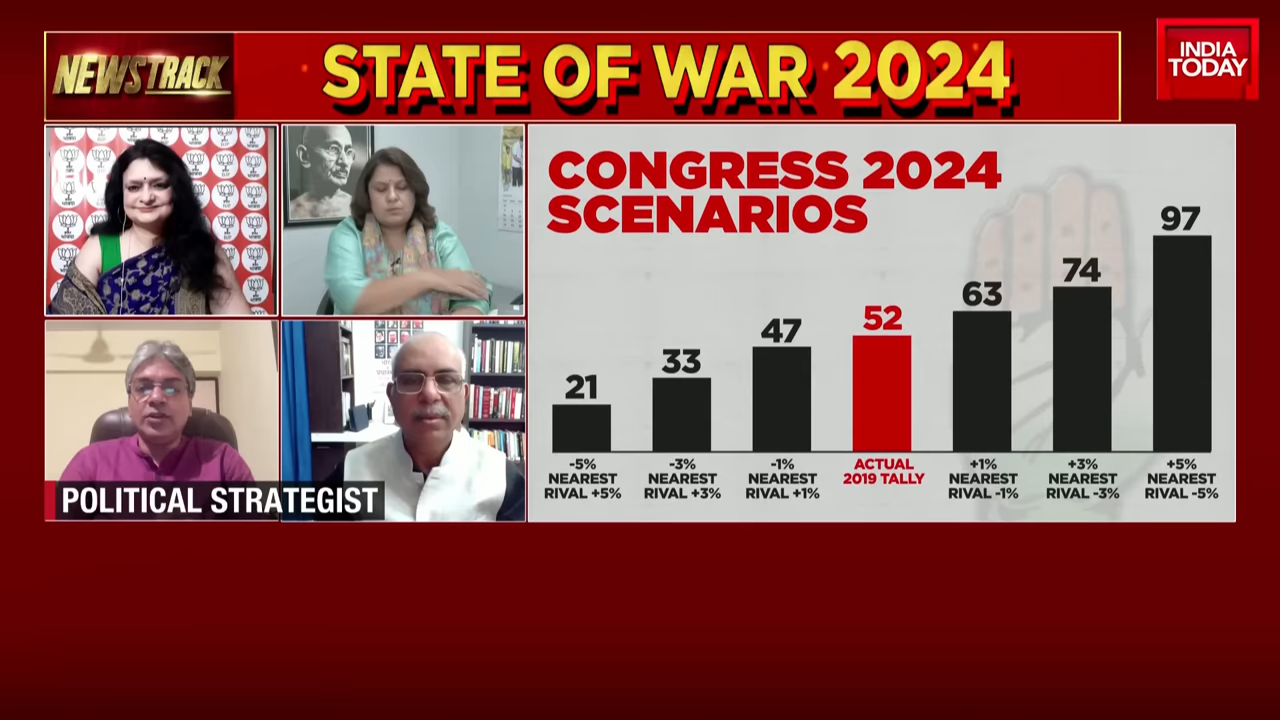 NEWSTRACK
STATE OF WAR 2024
INDIA
TODAY
CONGRESS 2024
SCENARIOS
21
33
47
52
63
74
97
-5%
NEAREST
RIVAL +5%
-3%
NEAREST
RIVAL +3%
-1%
NEAREST
RIVAL +1%
ACTUAL
2019 TALLY
+1%
NEAREST
RIVAL -1%
+3%
NEAREST
RIVAL -3%
+5%
NEAREST
RIVAL -5%
POLITICAL STRATEGIST